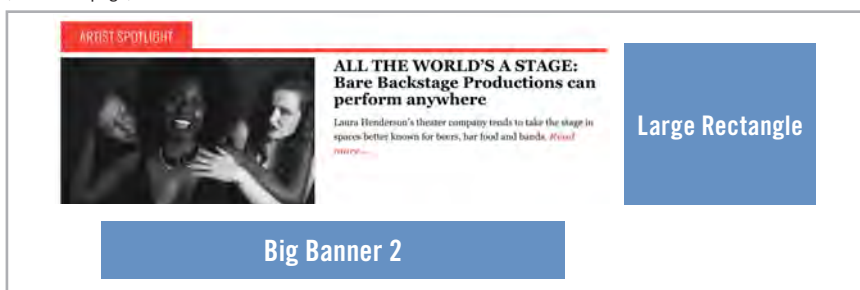 ARTIST SPOTLIGHT
ALL THE WORLD'S A STAGE:
Bare Backstage Productions can
perform anywhere
Laura Henderson's theater company tends to take the stage in
spaces better known for beers, bar food and bands. Read
more...
Large Rectangle
Big Banner 2